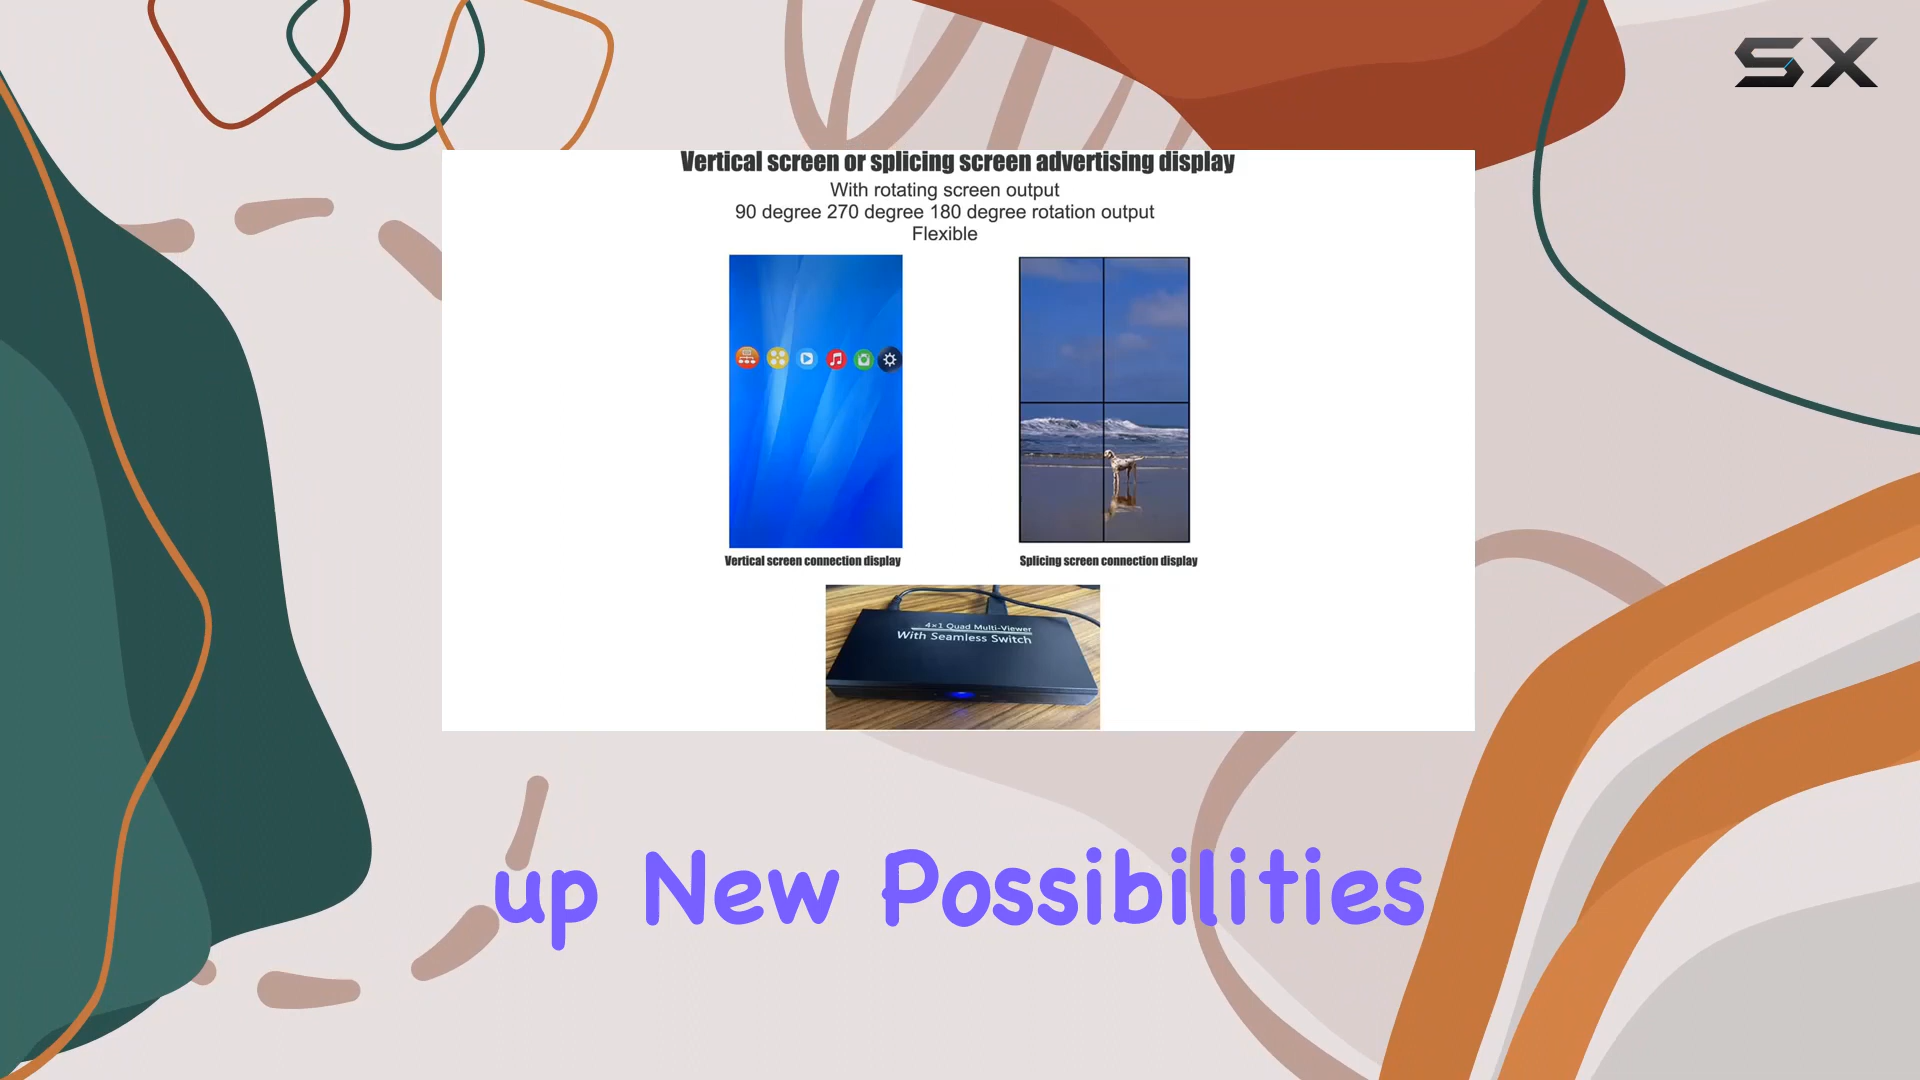 SX
Vertical screen or splicing screen advertising display
With rotating screen output
90 degree 270 degree 180 degree rotation output
Flexible
Vertical screen connection display
Splicing screen connection display
4×1 Quad Multi-Viewer
With Seamless Switch
up New Possibilities